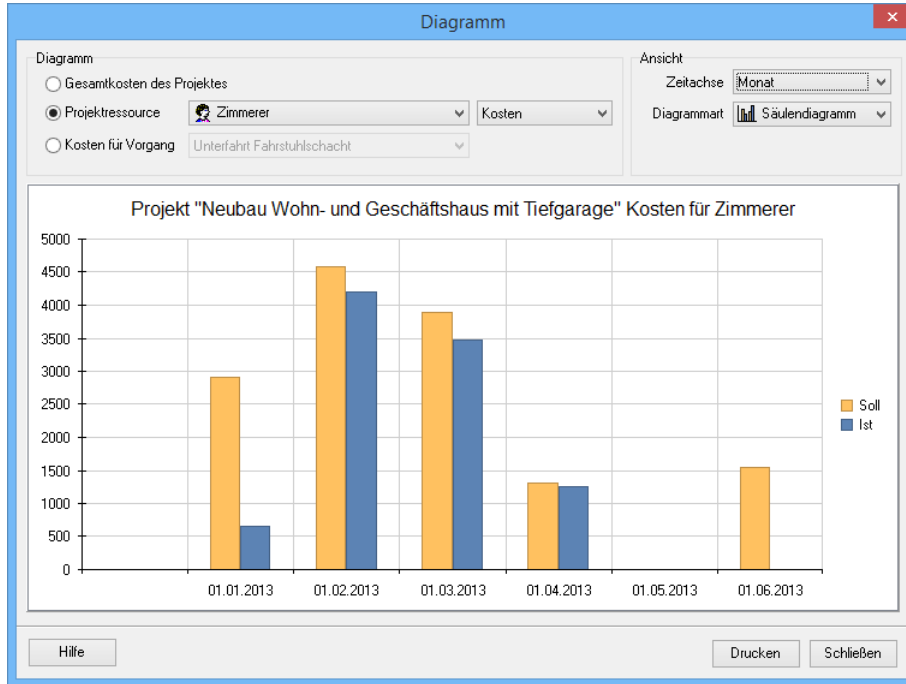 Diagramm
×
Diagramm
Gesamtkosten des Projektes
Projektressource Zimmerer Kosten
Kosten für Vorgang Unterfahrt Fahrstuhlschacht
Ansicht
Zeitachse Monat
Diagrammart Säulendiagramm
Projekt "Neubau Wohn- und Geschäftshaus mit Tiefgarage" Kosten für Zimmerer
5000
4500
4000
3500
3000
2500
2000
1500
1000
500
0
01.01.2013 01.02.2013 01.03.2013 01.04.2013 01.05.2013 01.06.2013
Soll
Ist
Hilfe Drucken Schließen